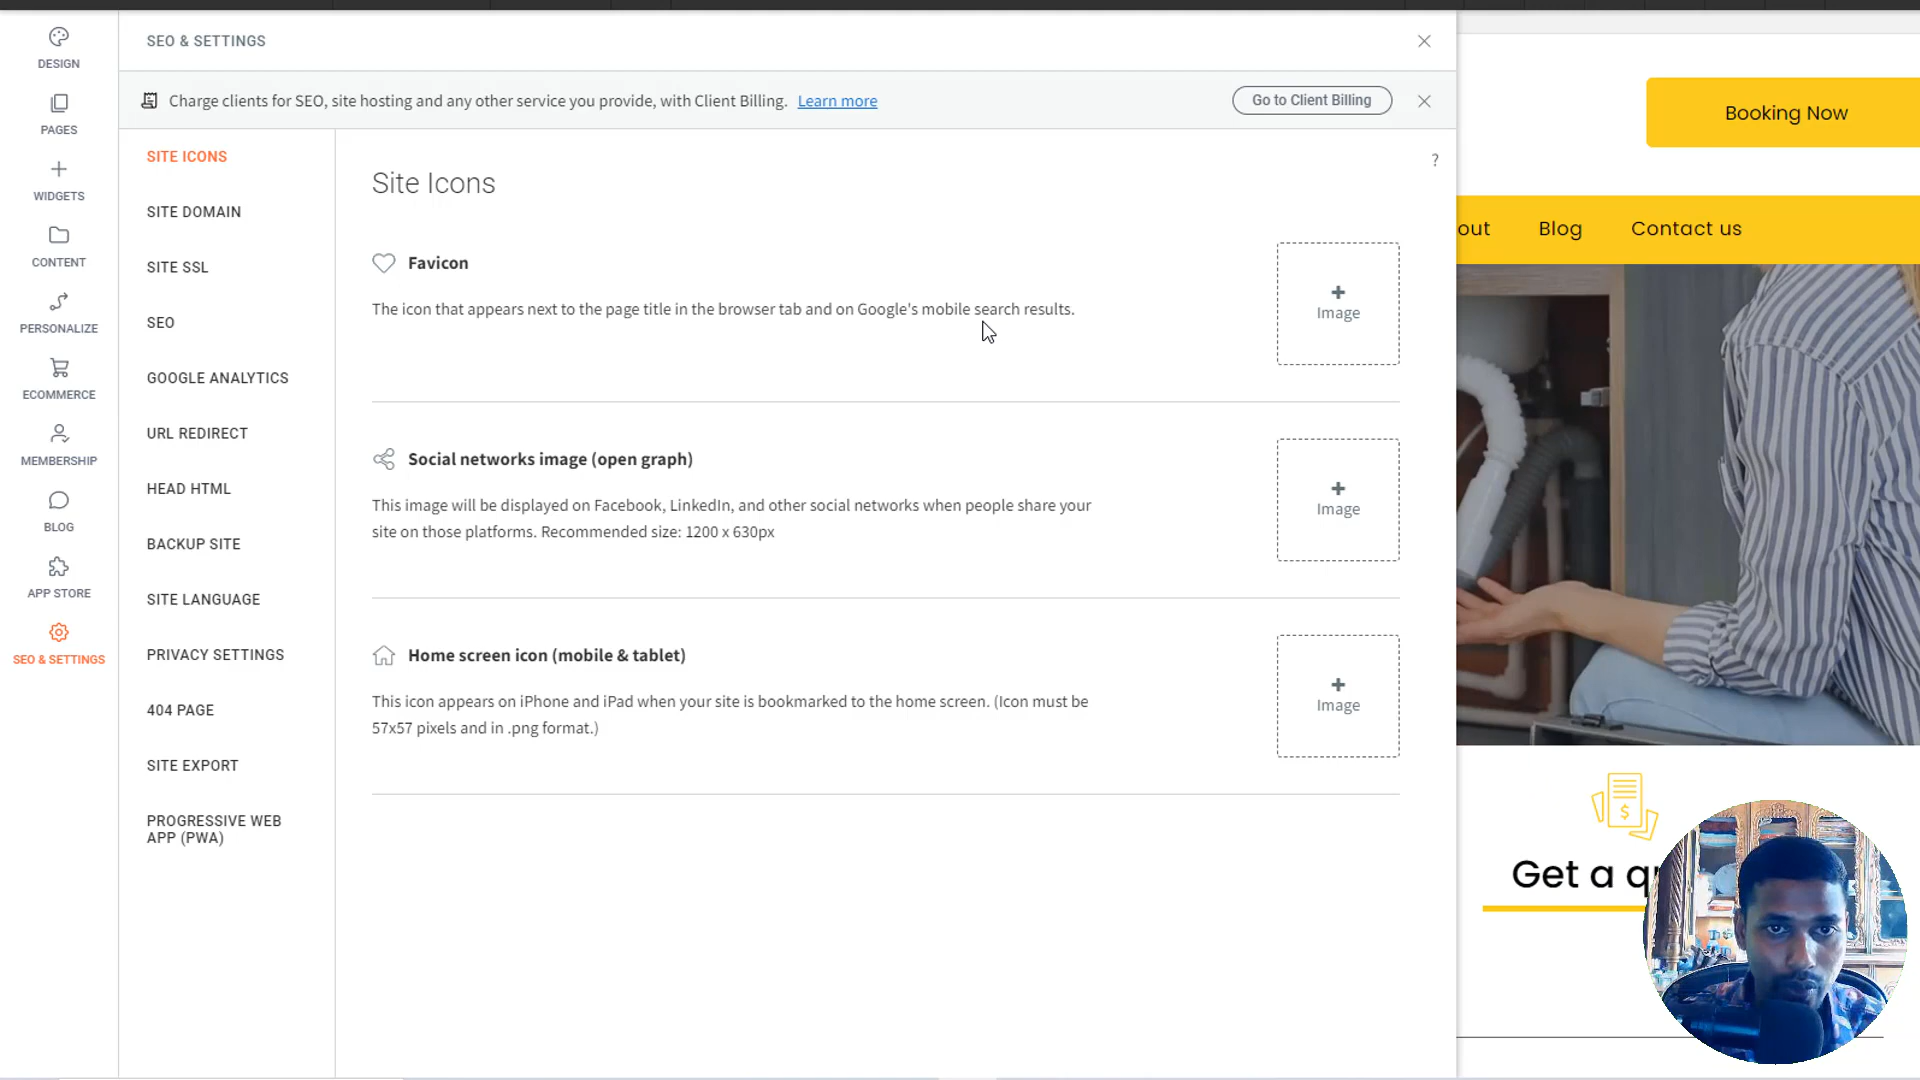 DESIGN
PAGES
WIDGETS
CONTENT
PERSONALIZE
ECOMMERCE
MEMBERSHIP
BLOG
APP STORE
SEO & SETTINGS
SEO & SETTINGS
Charge clients for SEO, site hosting and any other service you provide, with Client Billing. Learn more
Go to Client Billing
SITE ICONS
SITE DOMAIN
SITE SSL
SEO
GOOGLE ANALYTICS
URL REDIRECT
HEAD HTML
BACKUP SITE
SITE LANGUAGE
PRIVACY SETTINGS
404 PAGE
SITE EXPORT
PROGRESSIVE WEB
APP (PWA)
?
Site Icons
Favicon
The icon that appears next to the page title in the browser tab and on Google's mobile search results.
+
Image
Social networks image (open graph)
This image will be displayed on Facebook, LinkedIn, and other social networks when people share your
site on those platforms. Recommended size: 1200 x 630px
+
Image
Home screen icon (mobile & tablet)
This icon appears on iPhone and iPad when your site is bookmarked to the home screen. (Icon must be
57x57 pixels and in .png format.)
+
Image
Booking Now
out Blog Contact us
$
Get a q